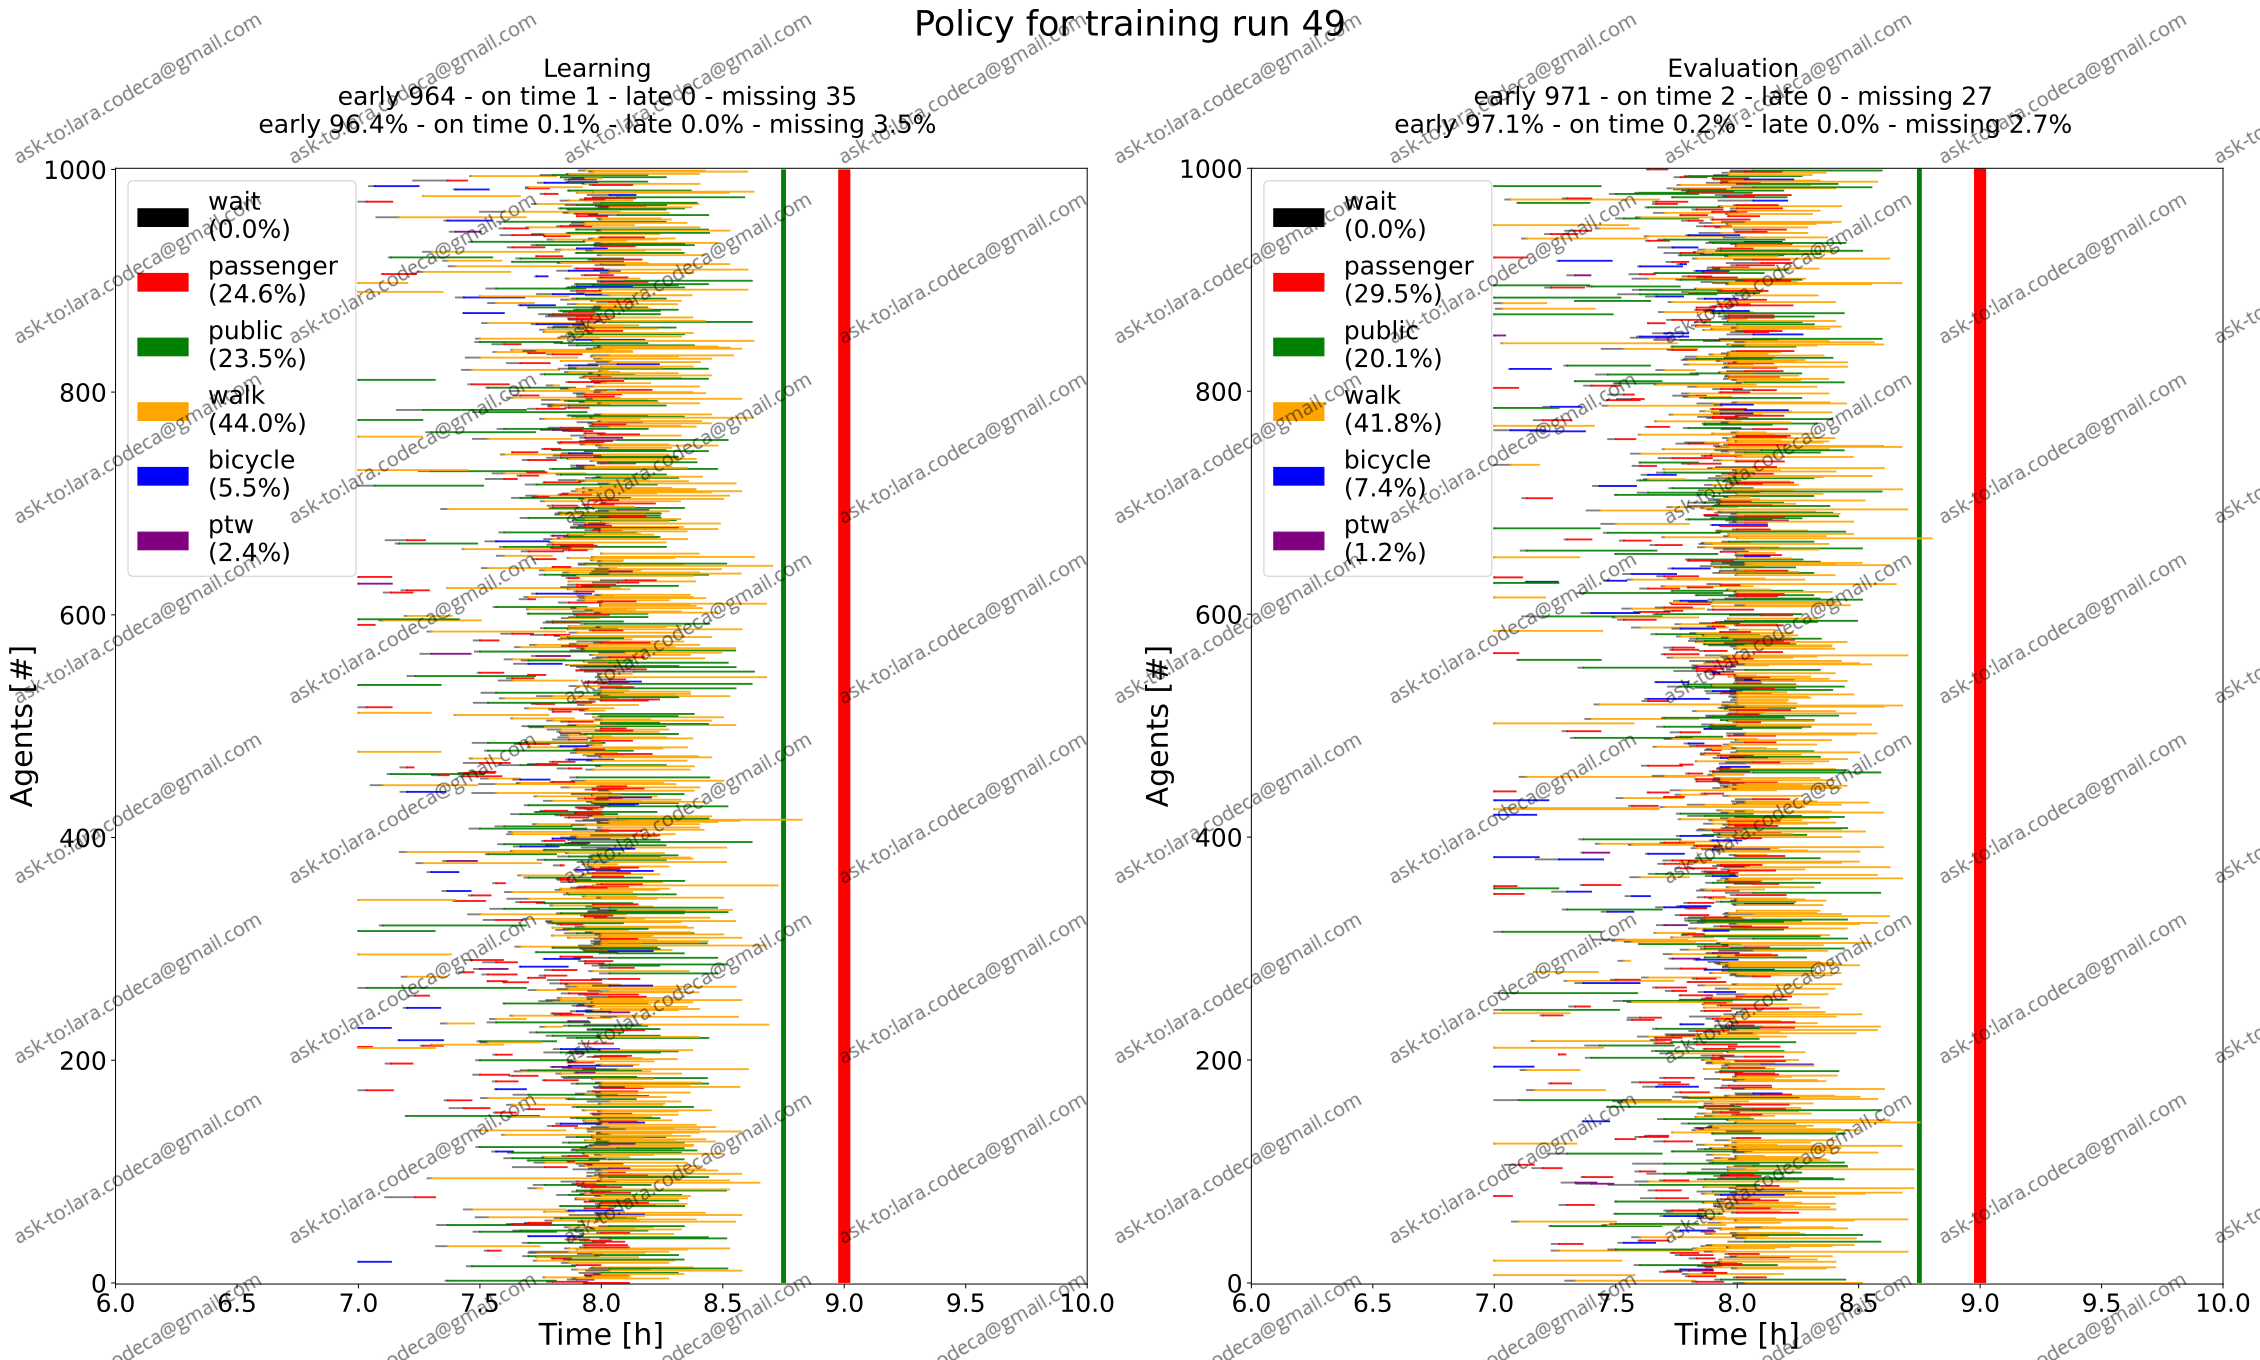 Policy for training run 49
Learning
early 964 - on time 1 - late 0 - missing 35
early 96.4% - on time 0.1% - late 0.0% - missing 3.5%
1000
800
600
400
200
0
Agents [#]
wait
(0.0%)
passenger
(24.6%)
public
(23.5%)
walk
(44.0%)
bicycle
(5.5%)
ptw
(2.4%)
6.0 6.5 7.0 7.5 8.0 8.5 9.0 9.5 10.0
Time [h]
Evaluation
early 971 - on time 2 - late 0 - missing 27
early 97.1% - on time 0.2% - late 0.0% - missing 2.7%
1000
800
600
400
200
0
Agents [#]
wait
(0.0%)
passenger
(29.5%)
public
(20.1%)
walk
(41.8%)
bicycle
(7.4%)
ptw
(1.2%)
6.0 6.5 7.0 7.5 8.0 8.5 9.0 9.5 10.0
Time [h]
ask-to:lara.codeca@gmail.com